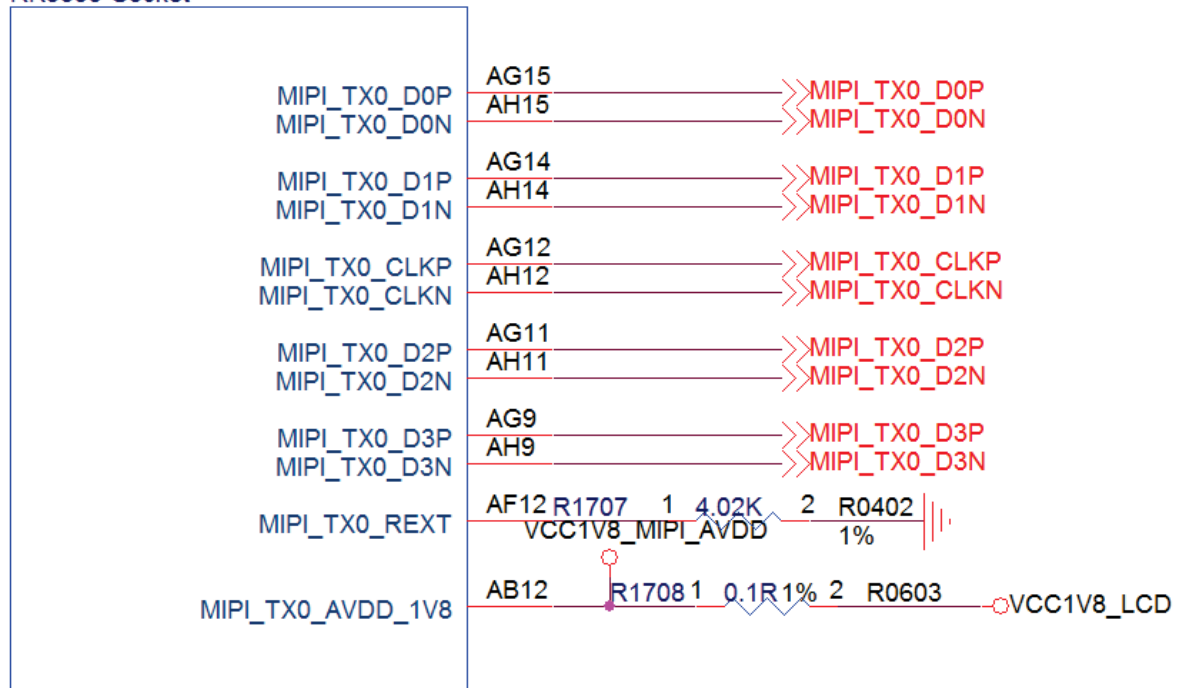 MIPI_TX0_D0P AG15 MIPI_TX0_D0P
MIPI_TX0_D0N AH15 MIPI_TX0_D0N
MIPI_TX0_D1P AG14 MIPI_TX0_D1P
MIPI_TX0_D1N AH14 MIPI_TX0_D1N
MIPI_TX0_CLKP AG12 MIPI_TX0_CLKP
MIPI_TX0_CLKN AH12 MIPI_TX0_CLKN
MIPI_TX0_D2P AG11 MIPI_TX0_D2P
MIPI_TX0_D2N AH11 MIPI_TX0_D2N
MIPI_TX0_D3P AG9 MIPI_TX0_D3P
MIPI_TX0_D3N AH9 MIPI_TX0_D3N
MIPI_TX0_REXT AF12 R1707 1 4.02K 2 R0402
VCC1V8_MIPI_AVDD 1%
MIPI_TX0_AVDD_1V8 AB12 R1708 1 0.1R 1% 2 R0603 VCC1V8_LCD